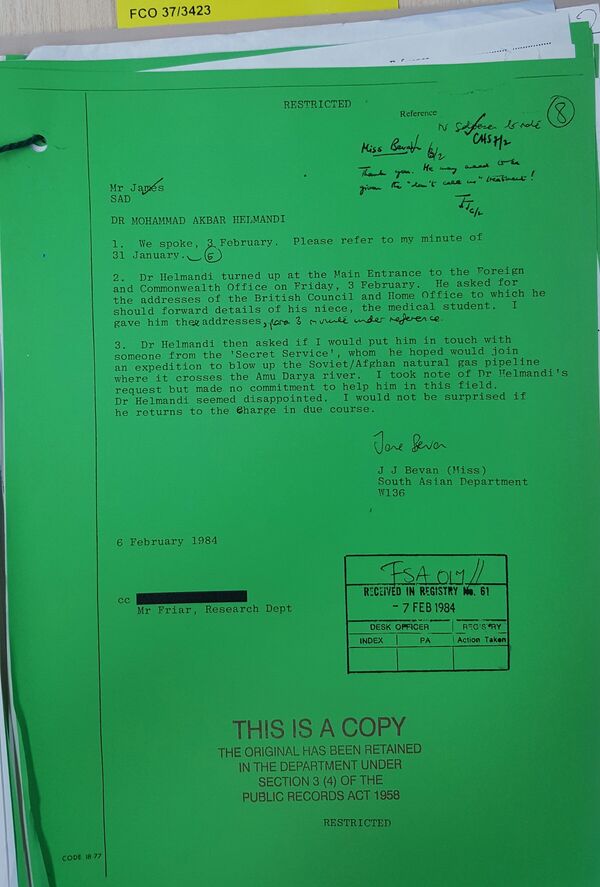 FCO 37/3423
RESTRICTED
Reference
8
CMS 7/2
Miss Bevan 6/2
Thank you. He may need to be
given the "don't call us" treatment!
Mr James
SAD
DR MOHAMMAD AKBAR HELMANDI
1. We spoke, 3 February. Please refer to my minute of
31 January. 6
2. Dr Helmandi turned up at the Main Entrance to the Foreign
and Commonwealth Office on Friday, 3 February. He asked for
the addresses of the British Council and Home Office to which he
should forward details of his niece, the medical student. I
gave him the addresses, para 3 minute under reference.
3. Dr Helmandi then asked if I would put him in touch with
someone from the 'Secret Service', whom he hoped would join
an expedition to blow up the Soviet/Afghan natural gas pipeline
where it crosses the Amu Darya river. I took note of Dr Helmandi's
request but made no commitment to help him in this field.
Dr Helmandi seemed disappointed. I would not be surprised if
he returns to the charge in due course.
Jane Bevan
J J Bevan (Miss)
South Asian Department
W136
6 February 1984
cc
Mr Friar, Research Dept
FSA 017/1
RECEIVED IN REGISTRY No. 61
- 7 FEB 1984
DESK OFFICER REGISTRY
INDEX PA Action Taken
THIS IS A COPY
THE ORIGINAL HAS BEEN RETAINED
IN THE DEPARTMENT UNDER
SECTION 3 (4) OF THE
PUBLIC RECORDS ACT 1958
RESTRICTED
CODE 18-77